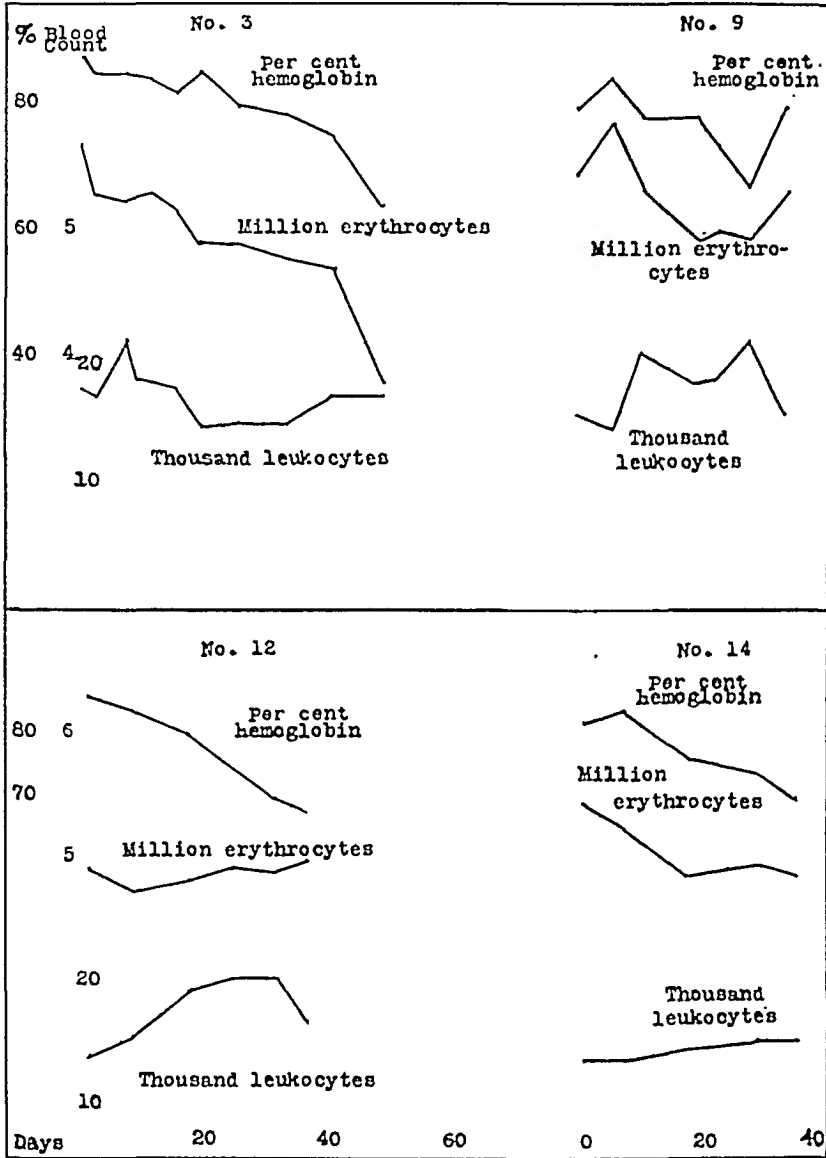 % Blood
Count
No. 3
No. 9
Per cent
hemoglobin
Per cent
hemoglobin
80
60 5
Million erythrocytes
Million erythro-
cytes
40 4
20
Thousand leukocytes
Thousand
leukocytes
10
No. 12
No. 14
Per cent
hemoglobin
Per cent
hemoglobin
80 6
70
Million
erythrocytes
5
Million erythrocytes
20
Thousand
leukocytes
Thousand leukocytes
10
Days 20 40 60 0 20 40